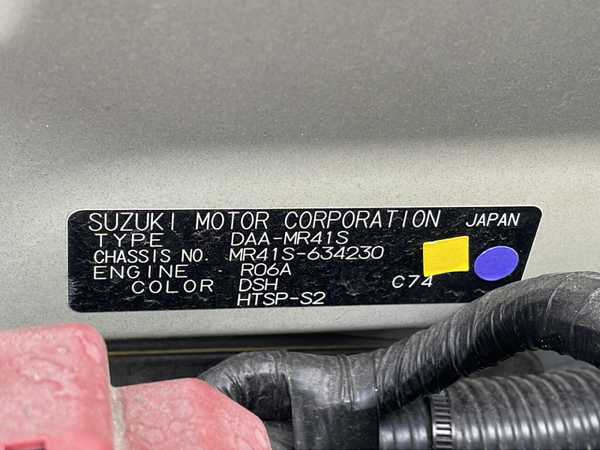 SUZUKI MOTOR CORPORATION JAPAN
TYPE DAA-MR41S
CHASSIS NO. MR41S-634230
ENGINE R06A
COLOR DSH C74
HTSP-S2